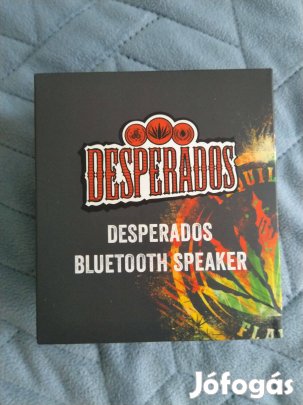 DESPERADOS
DESPERADOS
BLUETOOTH SPEAKER
Jófogás